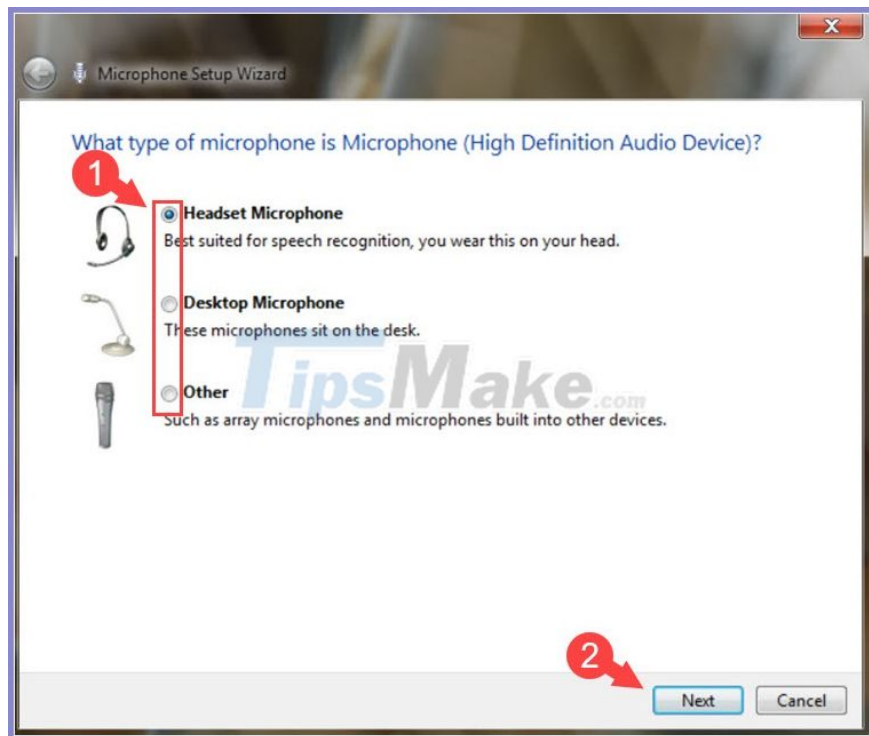 X
Microphone Setup Wizard
What type of microphone is Microphone (High Definition Audio Device)?
1
Headset Microphone
Best suited for speech recognition, you wear this on your head.
Desktop Microphone
These microphones sit on the desk.
TipsMake.com
Other
Such as array microphones and microphones built into other devices.
2
Next Cancel